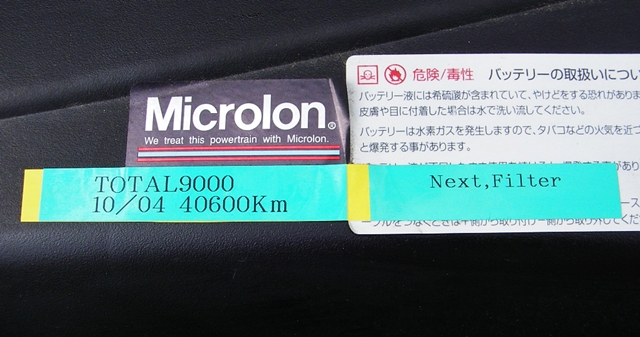 Microlon®
We treat this powertrain with Microlon.
危険/毒性 バッテリーの取扱いについ
バッテリー液には希硫酸が含まれていて、やけどをする恐れがありま
皮膚や目に付着した場合は水で洗い流してください。
バッテリーは水素ガスを発生しますので、タバコなどの火気を近づ
と爆発する事があります。
TOTAL9000
10/04 40600Km
Next,Filter